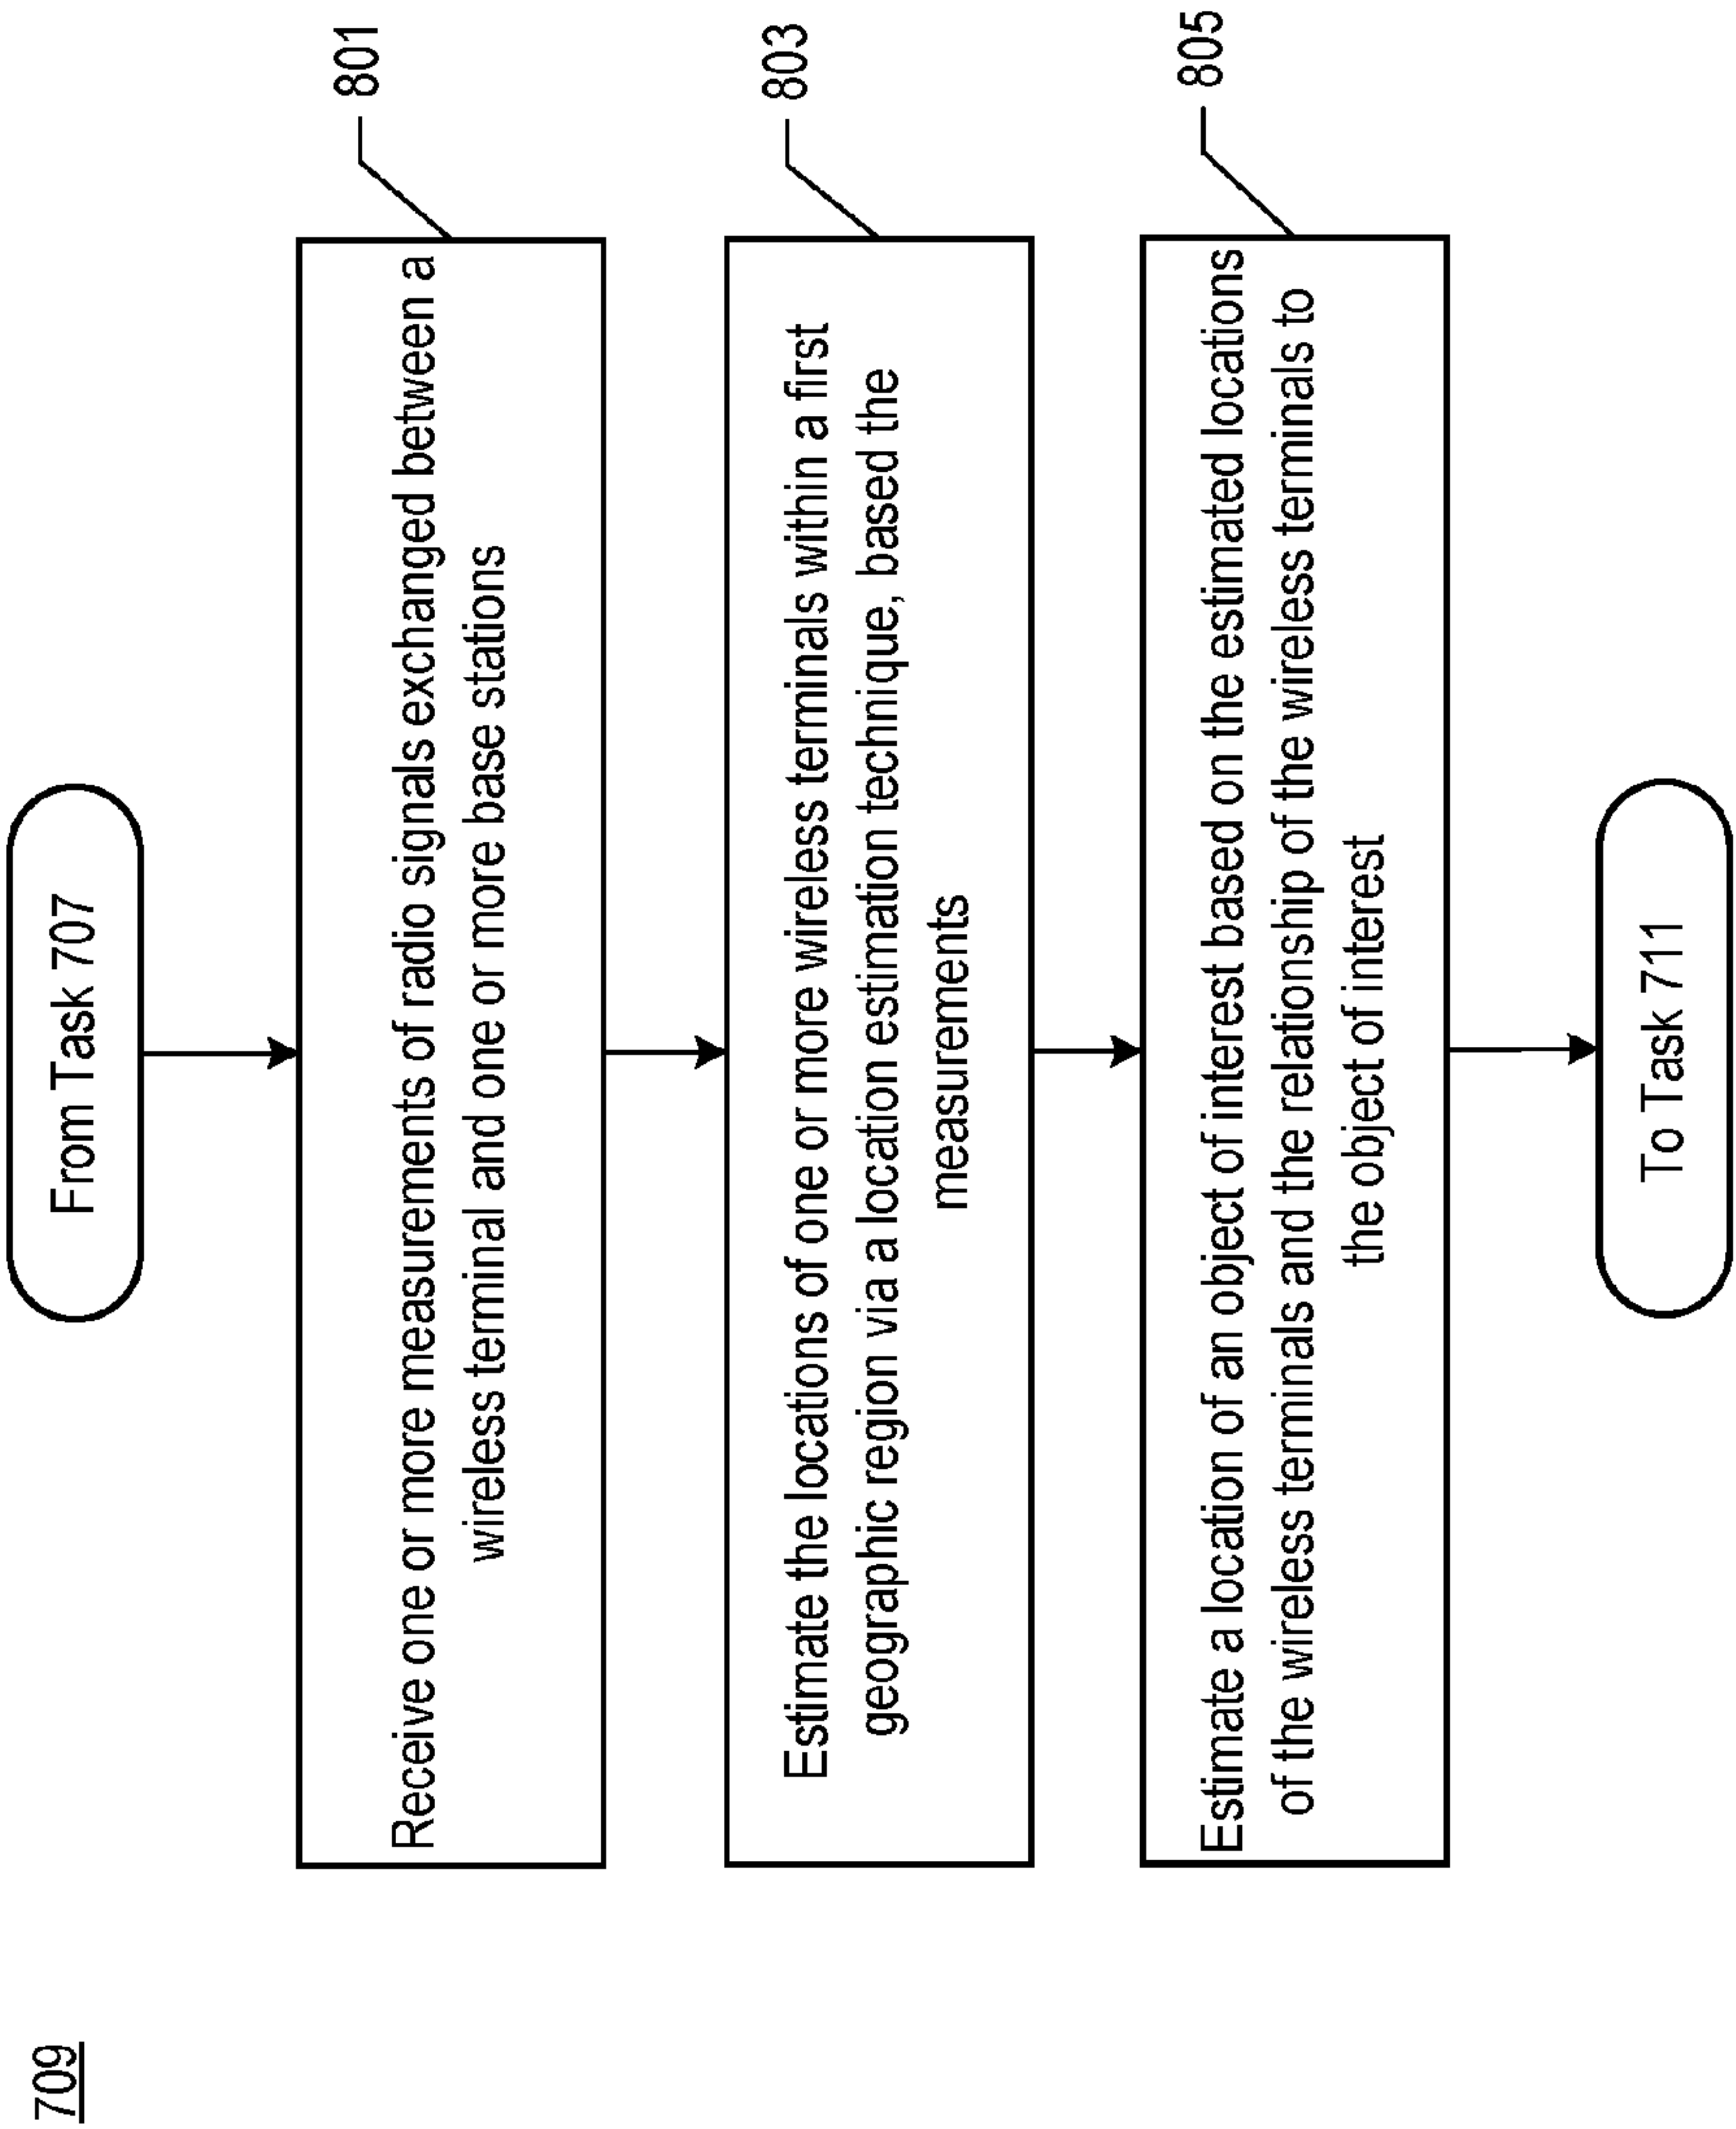 709
From Task 707
801
Receive one or more measurements of radio signals exchanged between a
wireless terminal and one or more base stations
803
Estimate the locations of one or more wireless terminals within a first
geographic region via a location estimation technique, based the
measurements
805
Estimate a location of an object of interest based on the estimated locations
of the wireless terminals and the relationship of the wireless terminals to
the object of interest
To Task 711